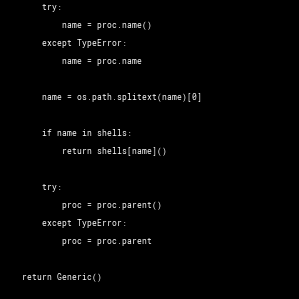 try:
name = proc.name()
except TypeError:
name = proc.name
name = os.path.splitext(name)[0]
if name in shells:
return shells[name]()
try:
proc = proc.parent()
except TypeError:
proc = proc.parent
return Generic()